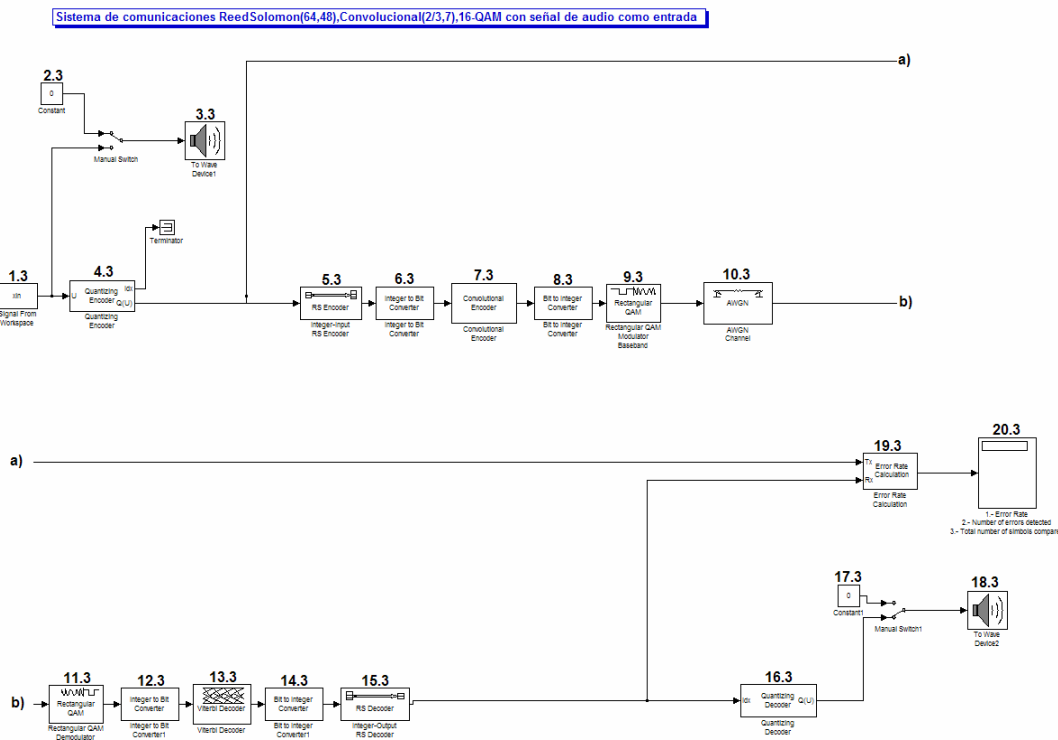 Sistema de comunicaciones ReedSolomon(64,48),Convolucional(2/3,7),16-QAM con señal de audio como entrada
a)
2.3
0
Constant
Manual Switch
3.3
To Wave
Device1
Terminator
1.3
xin
Signal From
Workspace
4.3
U
Quantizing
Encoder
Idx
Q(U)
Quantizing
Encoder
5.3
RS Encoder
Integer-Input
RS Encoder
6.3
Integer to Bit
Converter
Integer to Bit
Converter
7.3
Convolutional
Encoder
Convolutional
Encoder
8.3
Bit to Integer
Converter
Bit to Integer
Converter
9.3
Rectangular
QAM
Rectangular QAM
Modulator
Baseband
10.3
AWGN
AWGN
Channel
b)
a)
19.3
Tx
Rx
Error Rate
Calculation
Error Rate
Calculation
20.3
1.- Error Rate
2.- Number of errors detected
3.- Total number of simbols compare
17.3
0
Constant1
Manual Switch1
18.3
To Wave
Device2
b)
11.3
Rectangular
QAM
Rectangular QAM
Demodulator
12.3
Integer to Bit
Converter
Integer to Bit
Converter1
13.3
Viterbi Decoder
Viterbi Decoder
14.3
Bit to Integer
Converter
Bit to Integer
Converter1
15.3
RS Decoder
Integer-Output
RS Decoder
16.3
Idx
Quantizing
Decoder
Q(U)
Quantizing
Decoder